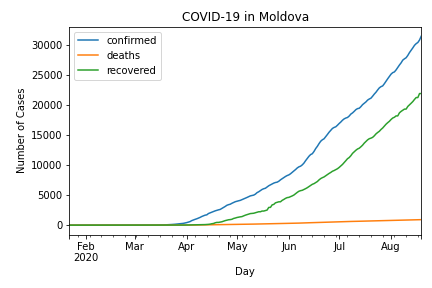 COVID-19 in Moldova
confirmed
deaths
recovered
Number of Cases
30000
25000
20000
15000
10000
5000
0
Feb Mar Apr May Jun Jul Aug
2020
Day